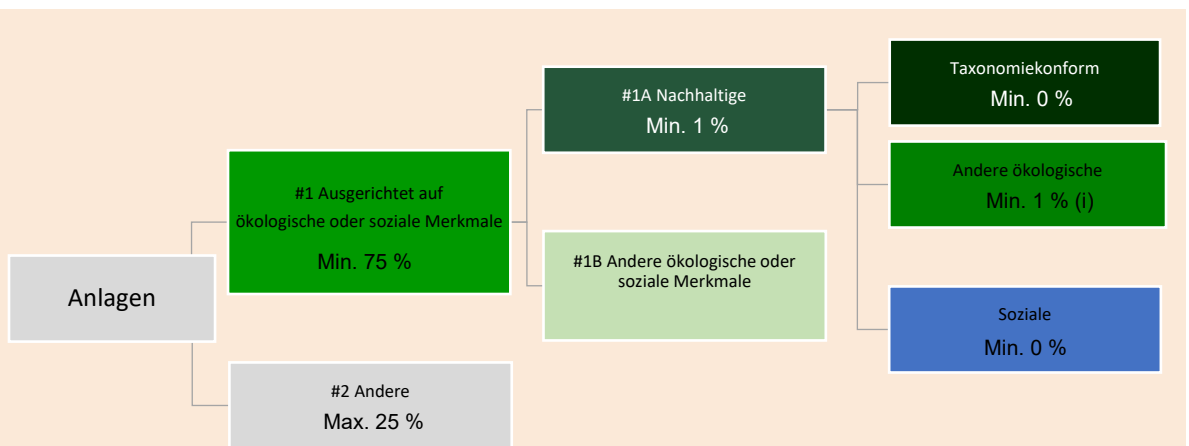 Anlagen
#1 Ausgerichtet auf
ökologische oder soziale Merkmale
Min. 75 %
#2 Andere
Max. 25 %
#1A Nachhaltige
Min. 1 %
#1B Andere ökologische oder
soziale Merkmale
Taxonomiekonform
Min. 0 %
Andere ökologische
Min. 1 % (i)
Soziale
Min. 0 %